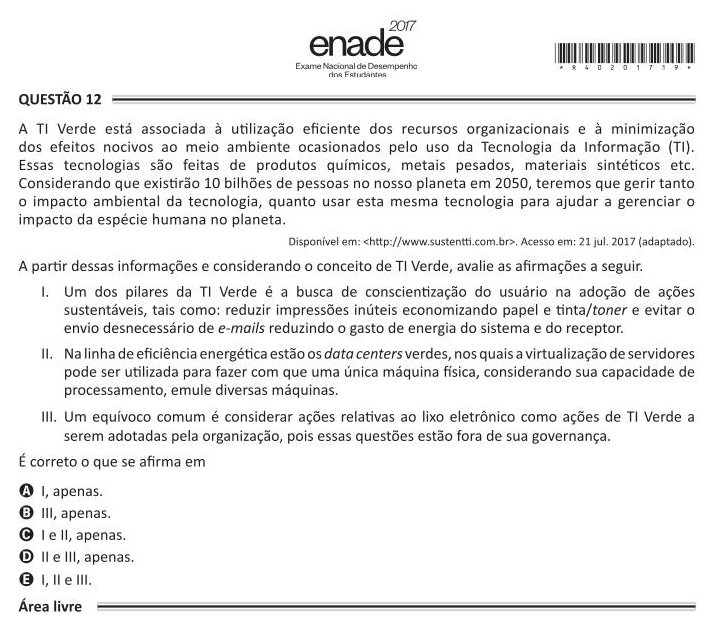 2017
enade
Exame Nacional de Desempenho
dos Estudantes
* R 4 0 2 0 1 7 1 9 *
QUESTÃO 12
A TI Verde está associada à utilização eficiente dos recursos organizacionais e à minimização
dos efeitos nocivos ao meio ambiente ocasionados pelo uso da Tecnologia da Informação (TI).
Essas tecnologias são feitas de produtos químicos, metais pesados, materiais sintéticos etc.
Considerando que existirão 10 bilhões de pessoas no nosso planeta em 2050, teremos que gerir tanto
o impacto ambiental da tecnologia, quanto usar esta mesma tecnologia para ajudar a gerenciar o
impacto da espécie humana no planeta.
Disponível em: <http://www.sustentti.com.br>. Acesso em: 21 jul. 2017 (adaptado).
A partir dessas informações e considerando o conceito de TI Verde, avalie as afirmações a seguir.
I. Um dos pilares da TI Verde é a busca de conscientização do usuário na adoção de ações
sustentáveis, tais como: reduzir impressões inúteis economizando papel e tinta/toner e evitar o
envio desnecessário de e-mails reduzindo o gasto de energia do sistema e do receptor.
II. Na linha de eficiência energética estão os data centers verdes, nos quais a virtualização de servidores
pode ser utilizada para fazer com que uma única máquina física, considerando sua capacidade de
processamento, emule diversas máquinas.
III. Um equívoco comum é considerar ações relativas ao lixo eletrônico como ações de TI Verde a
serem adotadas pela organização, pois essas questões estão fora de sua governança.
É correto o que se afirma em
A I, apenas.
B III, apenas.
C I e II, apenas.
D II e III, apenas.
E I, II e III.
Área livre